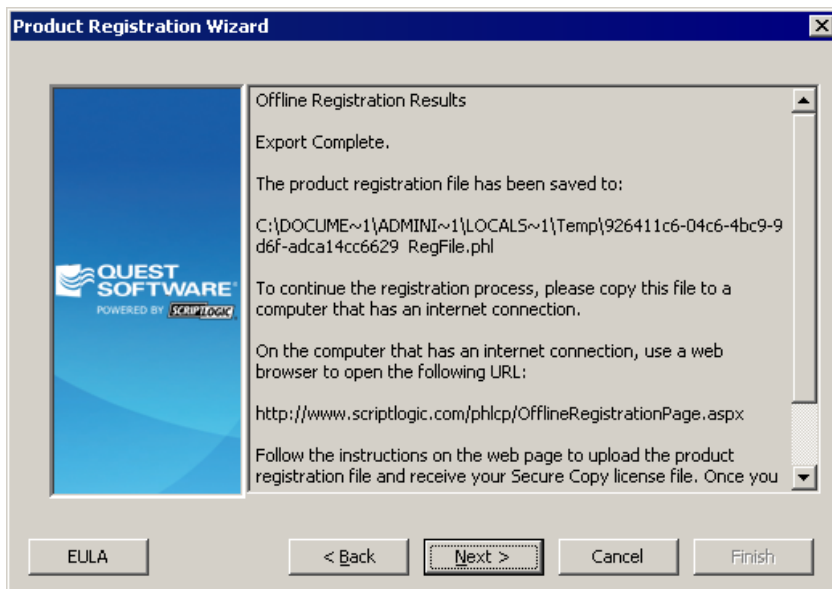 Product Registration Wizard
Offline Registration Results
Export Complete.
The product registration file has been saved to:
C:\DOCUME~1\ADMINI~1\LOCALS~1\Temp\926411c6-04c6-4bc9-9
d6f-adca14cc6629 RegFile.phl
To continue the registration process, please copy this file to a
computer that has an internet connection.
On the computer that has an internet connection, use a web
browser to open the following URL:
http://www.scriptlogic.com/phlcp/OfflineRegistrationPage.aspx
Follow the instructions on the web page to upload the product
registration file and receive your Secure Copy license file. Once you
QUEST
SOFTWARE
POWERED BY SCRIPTLOGIC
EULA
< Back
Next >
Cancel
Finish